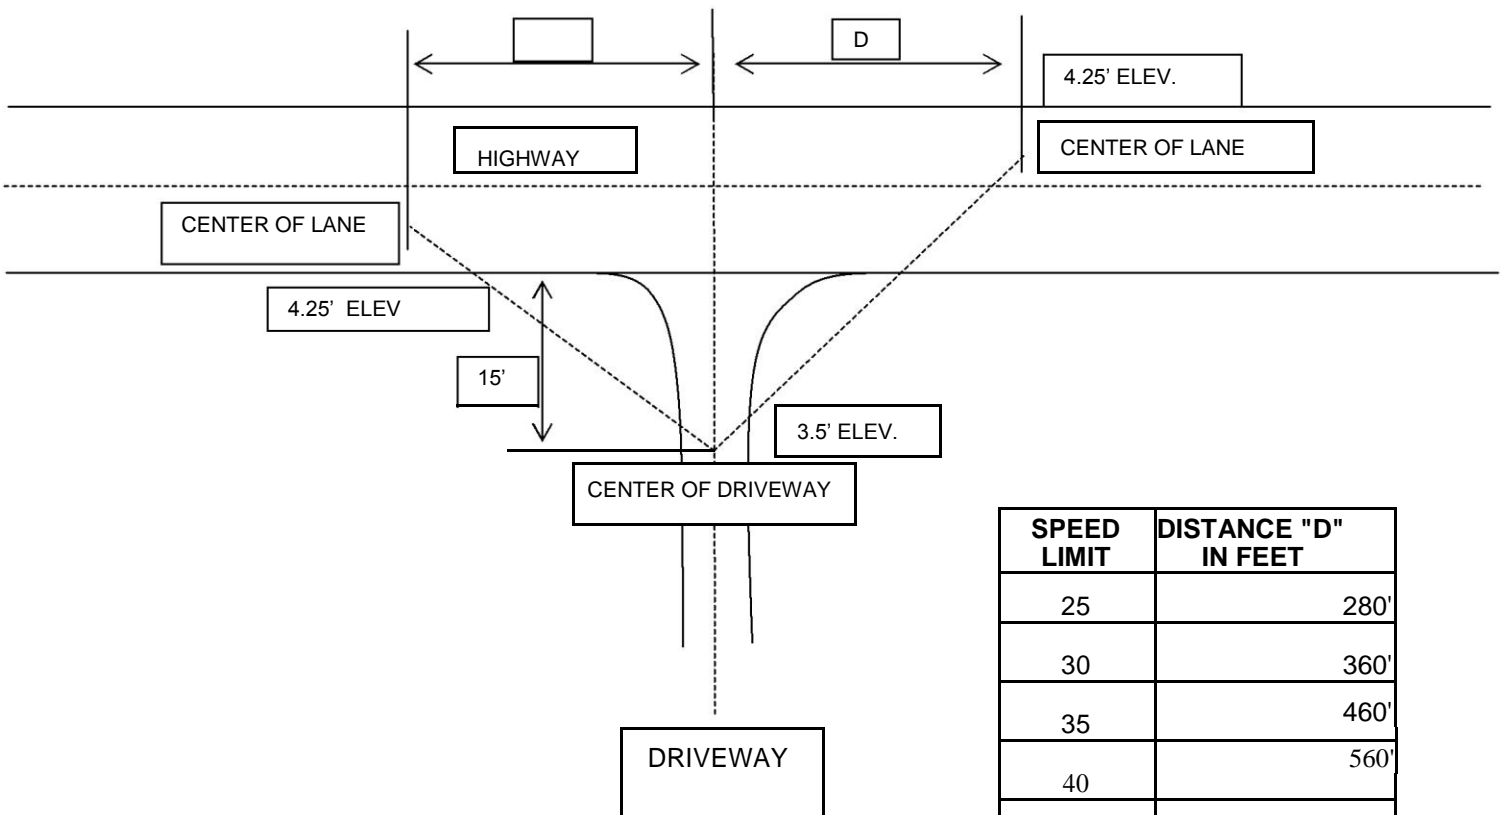 D
4.25’ ELEV.
HIGHWAY
CENTER OF LANE
CENTER OF LANE
4.25’ ELEV
15’
3.5’ ELEV.
CENTER OF DRIVEWAY
DRIVEWAY
SPEED LIMIT
DISTANCE "D" IN FEET
25 280'
30 360'
35 460'
40 560'